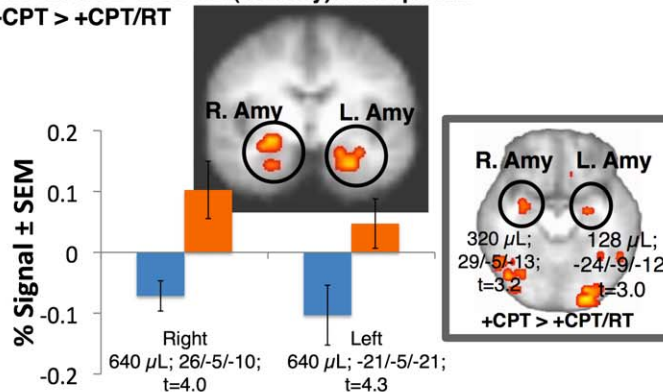 -CPT > +CPT/RT
R. Amy L. Amy
0.2
0.1
0
-0.1
-0.2
% Signal ± SEM
Right
640 µL; 26/-5/-10;
t=4.0
Left
640 µL; -21/-5/-21;
t=4.3
R. Amy L. Amy
320 µL;
29/-5/-13;
t=3.2
128 µL;
-24/-9/-12
t=3.0
+CPT > +CPT/RT